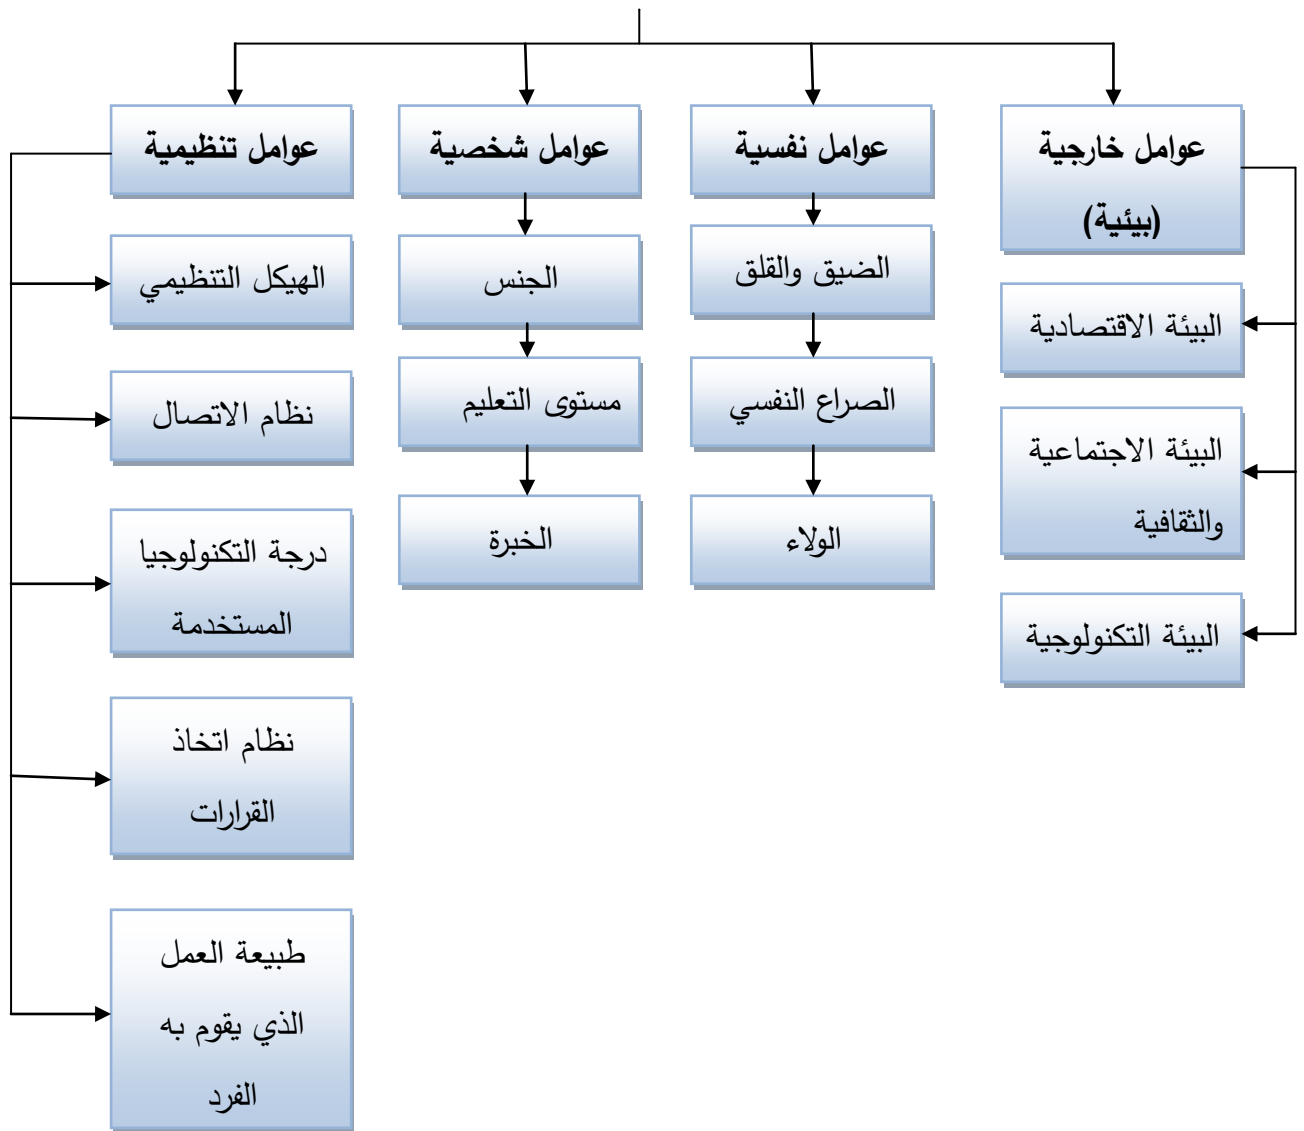 عوامل خارجية
(بيئية)
البيئة الاقتصادية
البيئة الاجتماعية
والثقافية
البيئة التكنولوجية
عوامل نفسية
الضيق والقلق
الصراع النفسي
الولاء
عوامل شخصية
الجنس
مستوى التعليم
الخبرة
عوامل تنظيمية
الهيكل التنظيمي
نظام الاتصال
درجة التكنولوجيا
المستخدمة
نظام اتخاذ
القرارات
طبيعة العمل
الذي يقوم به
الفرد